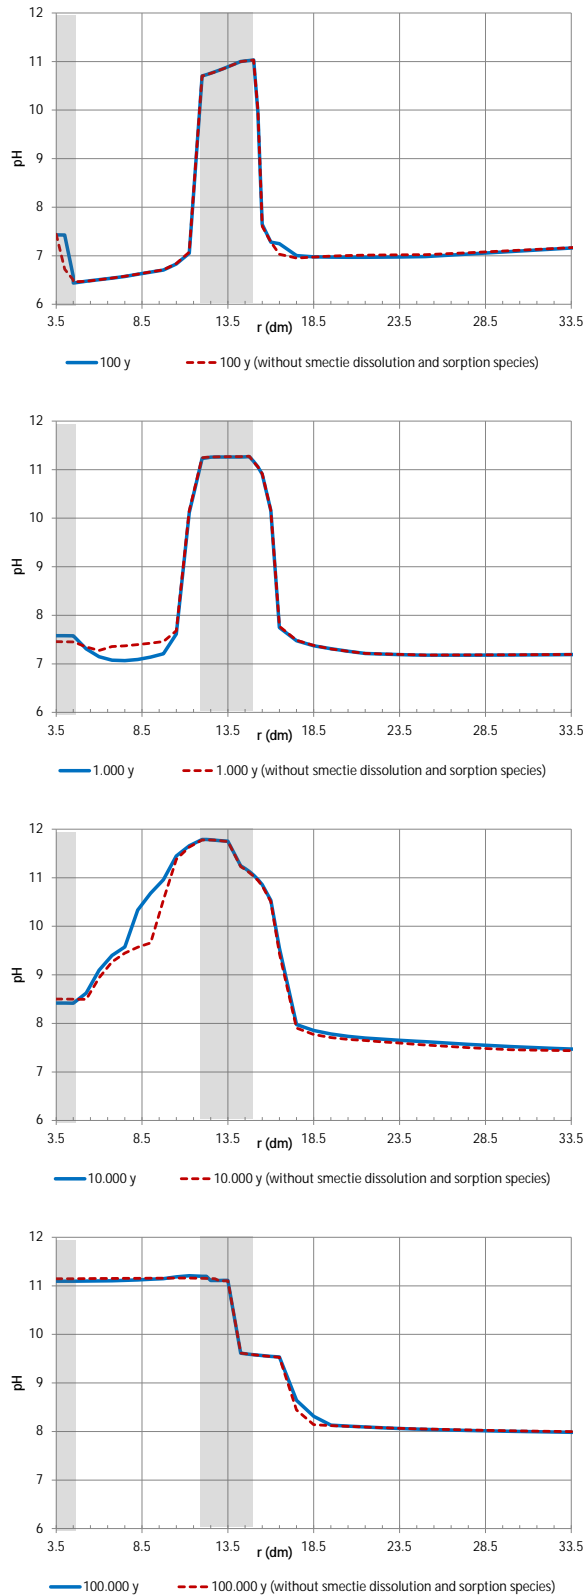 12
11
10
9
8
7
6
pH
3.5 8.5 13.5 18.5 23.5 28.5 33.5
r (dm)
100 y 100 y (without smectie dissolution and sorption species)
12
11
10
9
8
7
6
pH
3.5 8.5 13.5 18.5 23.5 28.5 33.5
r (dm)
1.000 y 1.000 y (without smectie dissolution and sorption species)
12
11
10
9
8
7
6
pH
3.5 8.5 13.5 18.5 23.5 28.5 33.5
r (dm)
10.000 y 10.000 y (without smectie dissolution and sorption species)
12
11
10
9
8
7
6
pH
3.5 8.5 13.5 18.5 23.5 28.5 33.5
r (dm)
100.000 y 100.000 y (without smectie dissolution and sorption species)